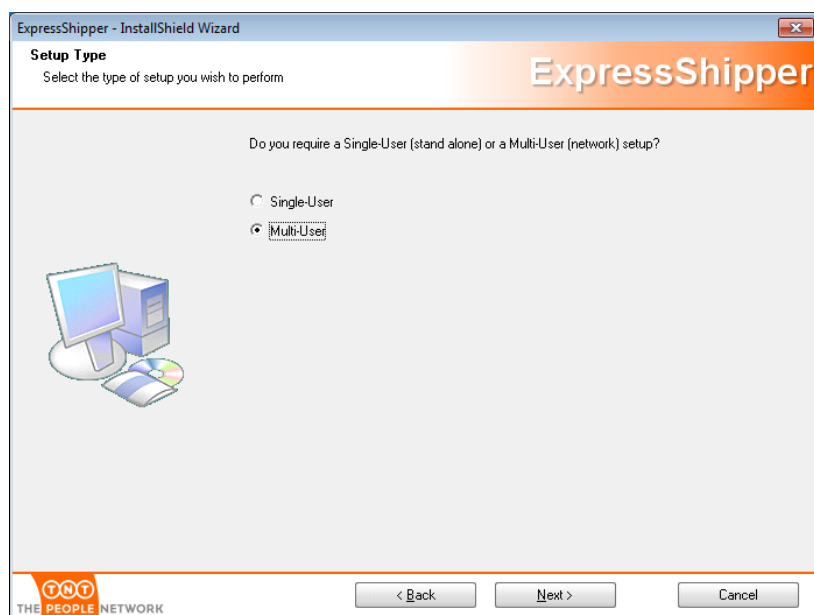 ExpressShipper - InstallShield Wizard
Setup Type
Select the type of setup you wish to perform
ExpressShipper
Do you require a Single-User (stand alone) or a Multi-User (network) setup?
Single-User
Multi-User
TNT
THE PEOPLE NETWORK
< Back
Next >
Cancel